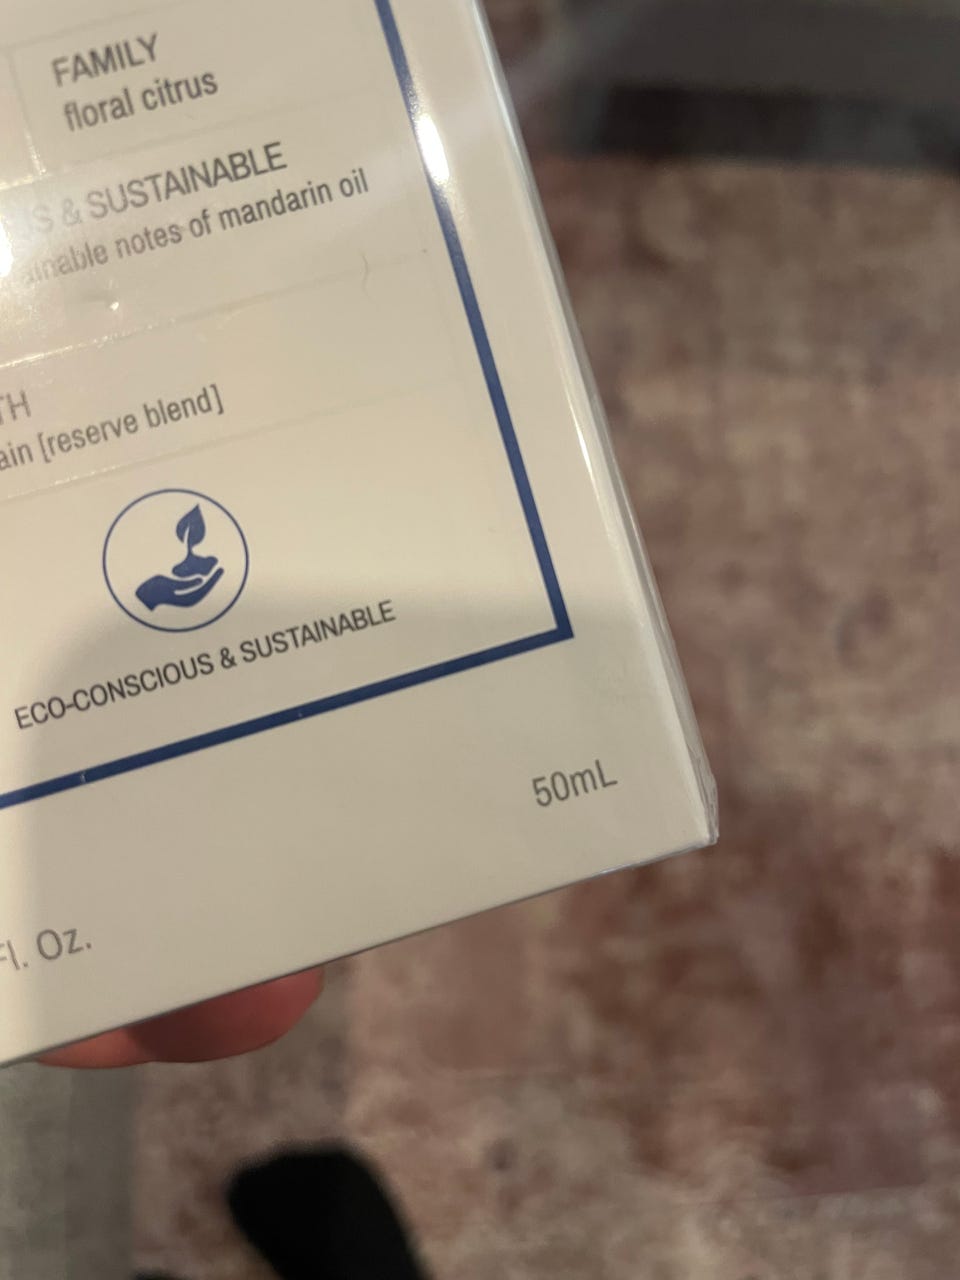 FAMILY
floral citrus
& SUSTAINABLE
notes of mandarin oil
[reserve blend]
ECO-CONSCIOUS & SUSTAINABLE
50mL
Fl. Oz.